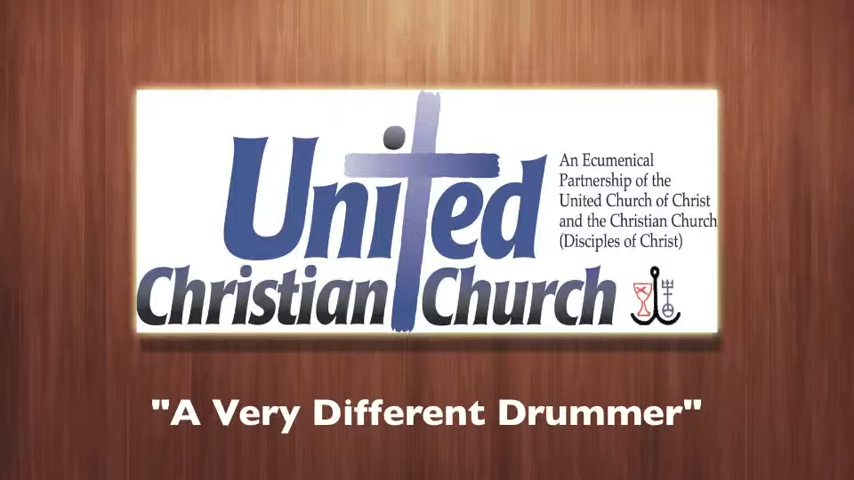 United
Christian Church
An Ecumenical
Partnership of the
United Church of Christ
and the Christian Church
(Disciples of Christ)
"A Very Different Drummer"